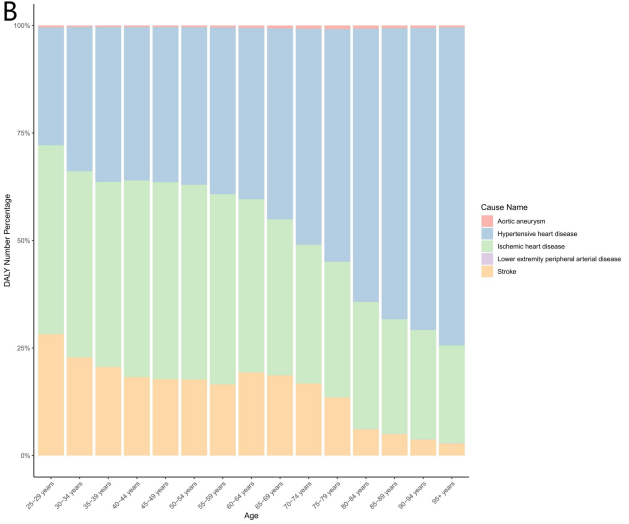 B
100%
75%
50%
25%
0%
DALY Number Percentage
25−29 years
30−34 years
35−39 years
40−44 years
45−49 years
50−54 years
55−59 years
60−64 years
65−69 years
70−74 years
75−79 years
80−84 years
85−89 years
90−94 years
95+ years
Age
Cause Name
Aortic aneurysm
Hypertensive heart disease
Ischemic heart disease
Lower extremity peripheral arterial disease
Stroke